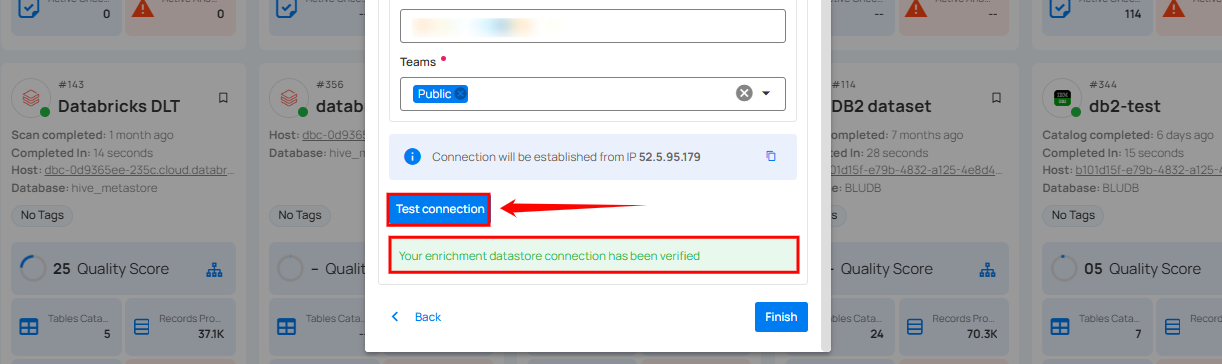 0
0
--
--
--
114
#143
Databricks DLT
Scan completed: 1 month ago
Completed In: 14 seconds
Host: dbc-0d9365ee-235c.cloud.databr...
Database: hive_metastore
No Tags
25 Quality Score
Tables Cata...
5
Records Pro...
37.1K
#356
datab
Host: dbc-0d9365
Database: hive_m
No Tags
– Quality Score
Tables Cata
Teams
Public
Connection will be established from IP 52.5.95.179
Test connection
Your enrichment datastore connection has been verified
Back
Finish
#114
DB2 dataset
completed: 7 months ago
In: 28 seconds
01d15f-e79b-4832-a125-4e8d4...
BLUDB
Quality Score
24
Records Pro...
70.3K
#344
db2-test
Catalog completed: 6 days ago
Completed In: 15 seconds
Host: b101d15f-e79b-4832-a125-4
Database: BLUDB
No Tags
05 Quality Score
Tables Cata...
7
Records